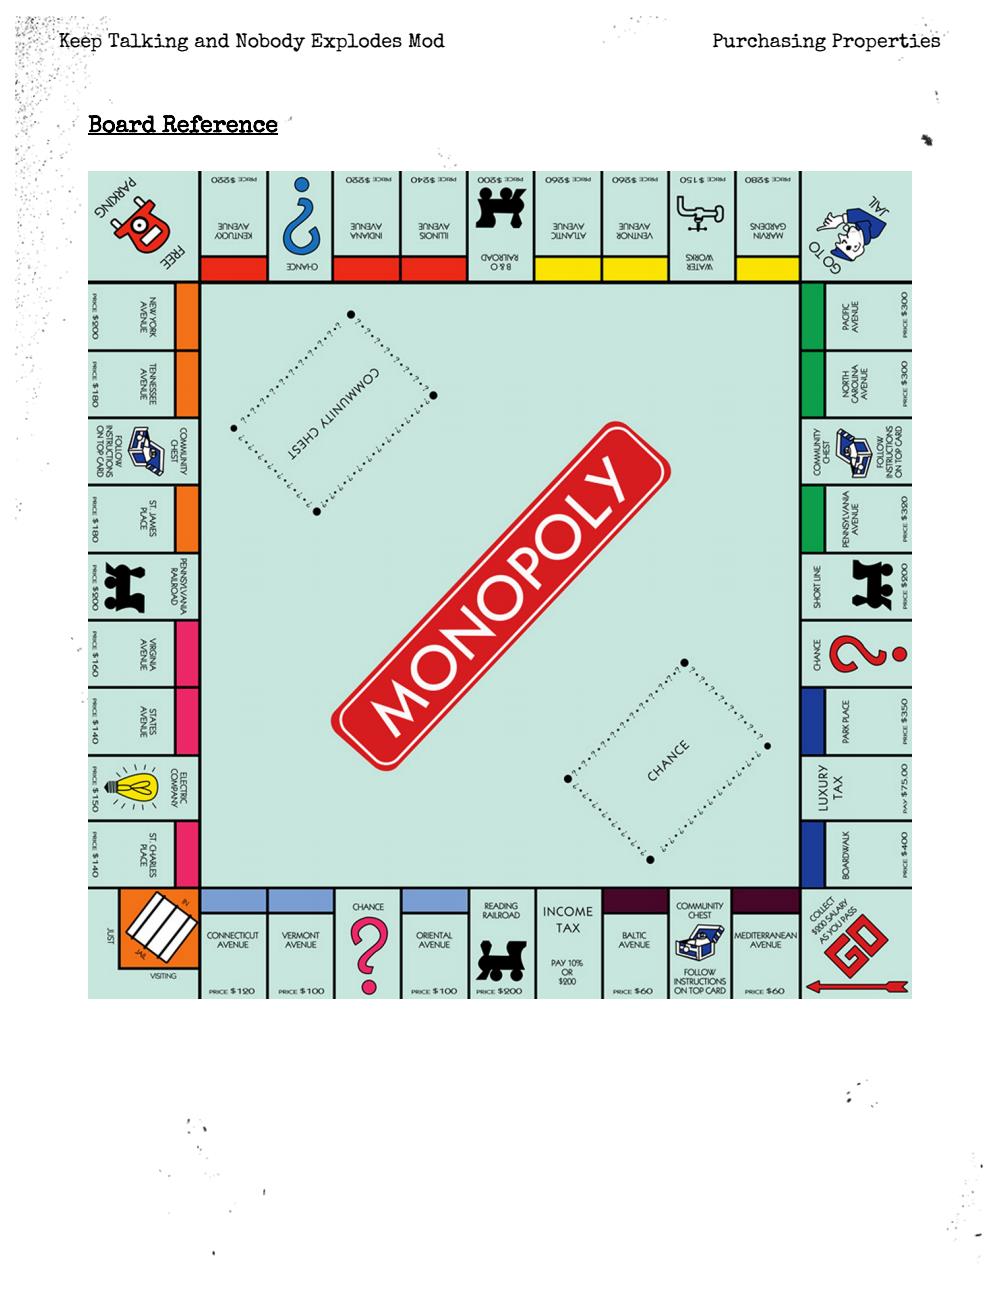 Keep Talking and Nobody Explodes Mod
Purchasing Properties
Board Reference
FREE
PARKING
PRICE $220
KENTUCKY
AVENUE
CHANCE
PRICE $220
INDIANA
AVENUE
PRICE $240
ILLINOIS
AVENUE
PRICE $200
B & O
RAILROAD
PRICE $260
ATLANTIC
AVENUE
PRICE $260
VENTNOR
AVENUE
PRICE $150
WATER
WORKS
PRICE $280
MARVIN
GARDENS
GO TO
JAIL
NEW YORK
AVENUE
PRICE $200
TENNESSEE
AVENUE
PRICE $180
COMMUNITY
CHEST
FOLLOW
INSTRUCTIONS
ON TOP CARD
ST. JAMES
PLACE
PRICE $180
PENNSYLVANIA
RAILROAD
PRICE $200
VIRGINIA
AVENUE
PRICE $160
STATES
AVENUE
PRICE $140
ELECTRIC
COMPANY
PRICE $150
ST. CHARLES
PLACE
PRICE $140
COMMUNITY CHEST
MONOPOLY
CHANCE
PACIFIC
AVENUE
PRICE $300
NORTH
CAROLINA
AVENUE
PRICE $300
COMMUNITY
CHEST
FOLLOW
INSTRUCTIONS
ON TOP CARD
PENNSYLVANIA
AVENUE
PRICE $320
SHORT LINE
PRICE $200
CHANCE
PARK PLACE
PRICE $350
LUXURY
TAX
PAY $75.00
BOARDWALK
PRICE $400
IN
JAIL
JUST
VISITING
CONNECTICUT
AVENUE
PRICE $120
VERMONT
AVENUE
PRICE $100
CHANCE
ORIENTAL
AVENUE
PRICE $100
READING
RAILROAD
PRICE $200
INCOME
TAX
PAY 10%
OR
$200
BALTIC
AVENUE
PRICE $60
COMMUNITY
CHEST
FOLLOW
INSTRUCTIONS
ON TOP CARD
MEDITERRANEAN
AVENUE
PRICE $60
COLLECT
$200 SALARY
AS YOU PASS
GO